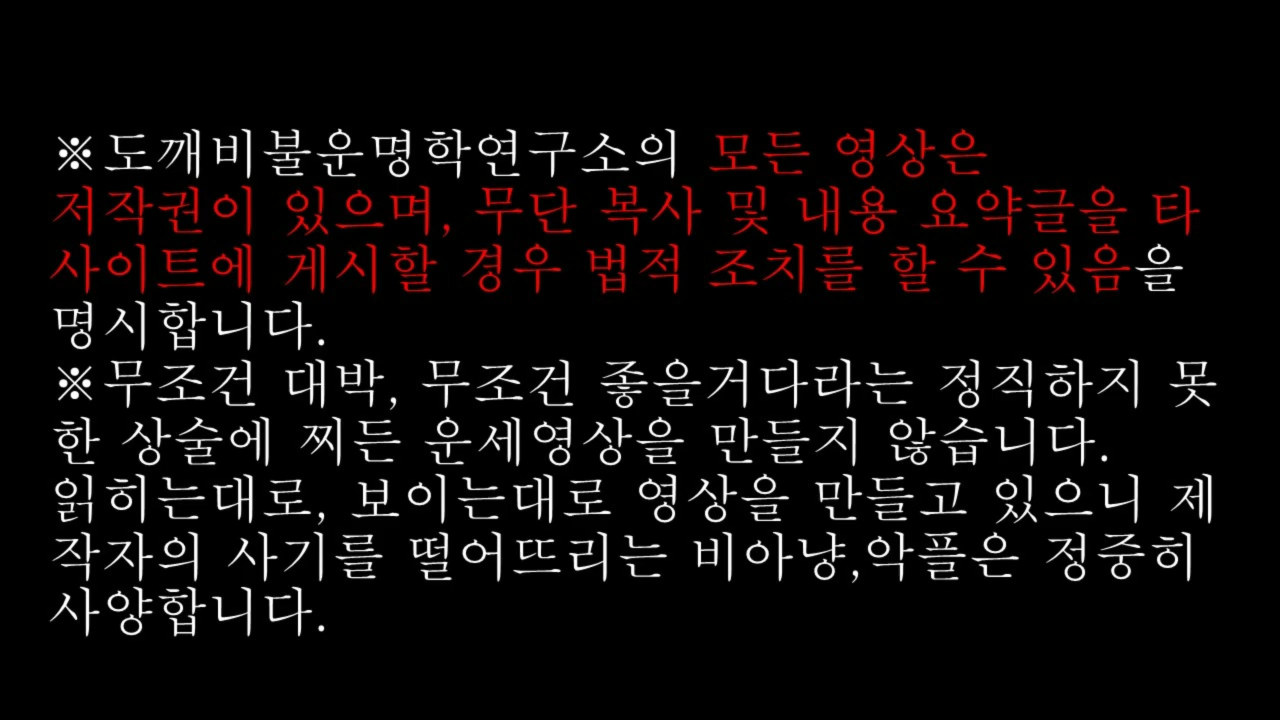 ※도깨비불운명학연구소의 모든 영상은
저작권이 있으며, 무단 복사 및 내용 요약글을 타
사이트에 게시할 경우 법적 조치를 할 수 있음을
명시합니다.
※무조건 대박, 무조건 좋을거다라는 정직하지 못
한 상술에 찌든 운세영상을 만들지 않습니다.
읽히는대로, 보이는대로 영상을 만들고 있으니 제
작자의 사기를 떨어뜨리는 비아냥,악플은 정중히
사양합니다.